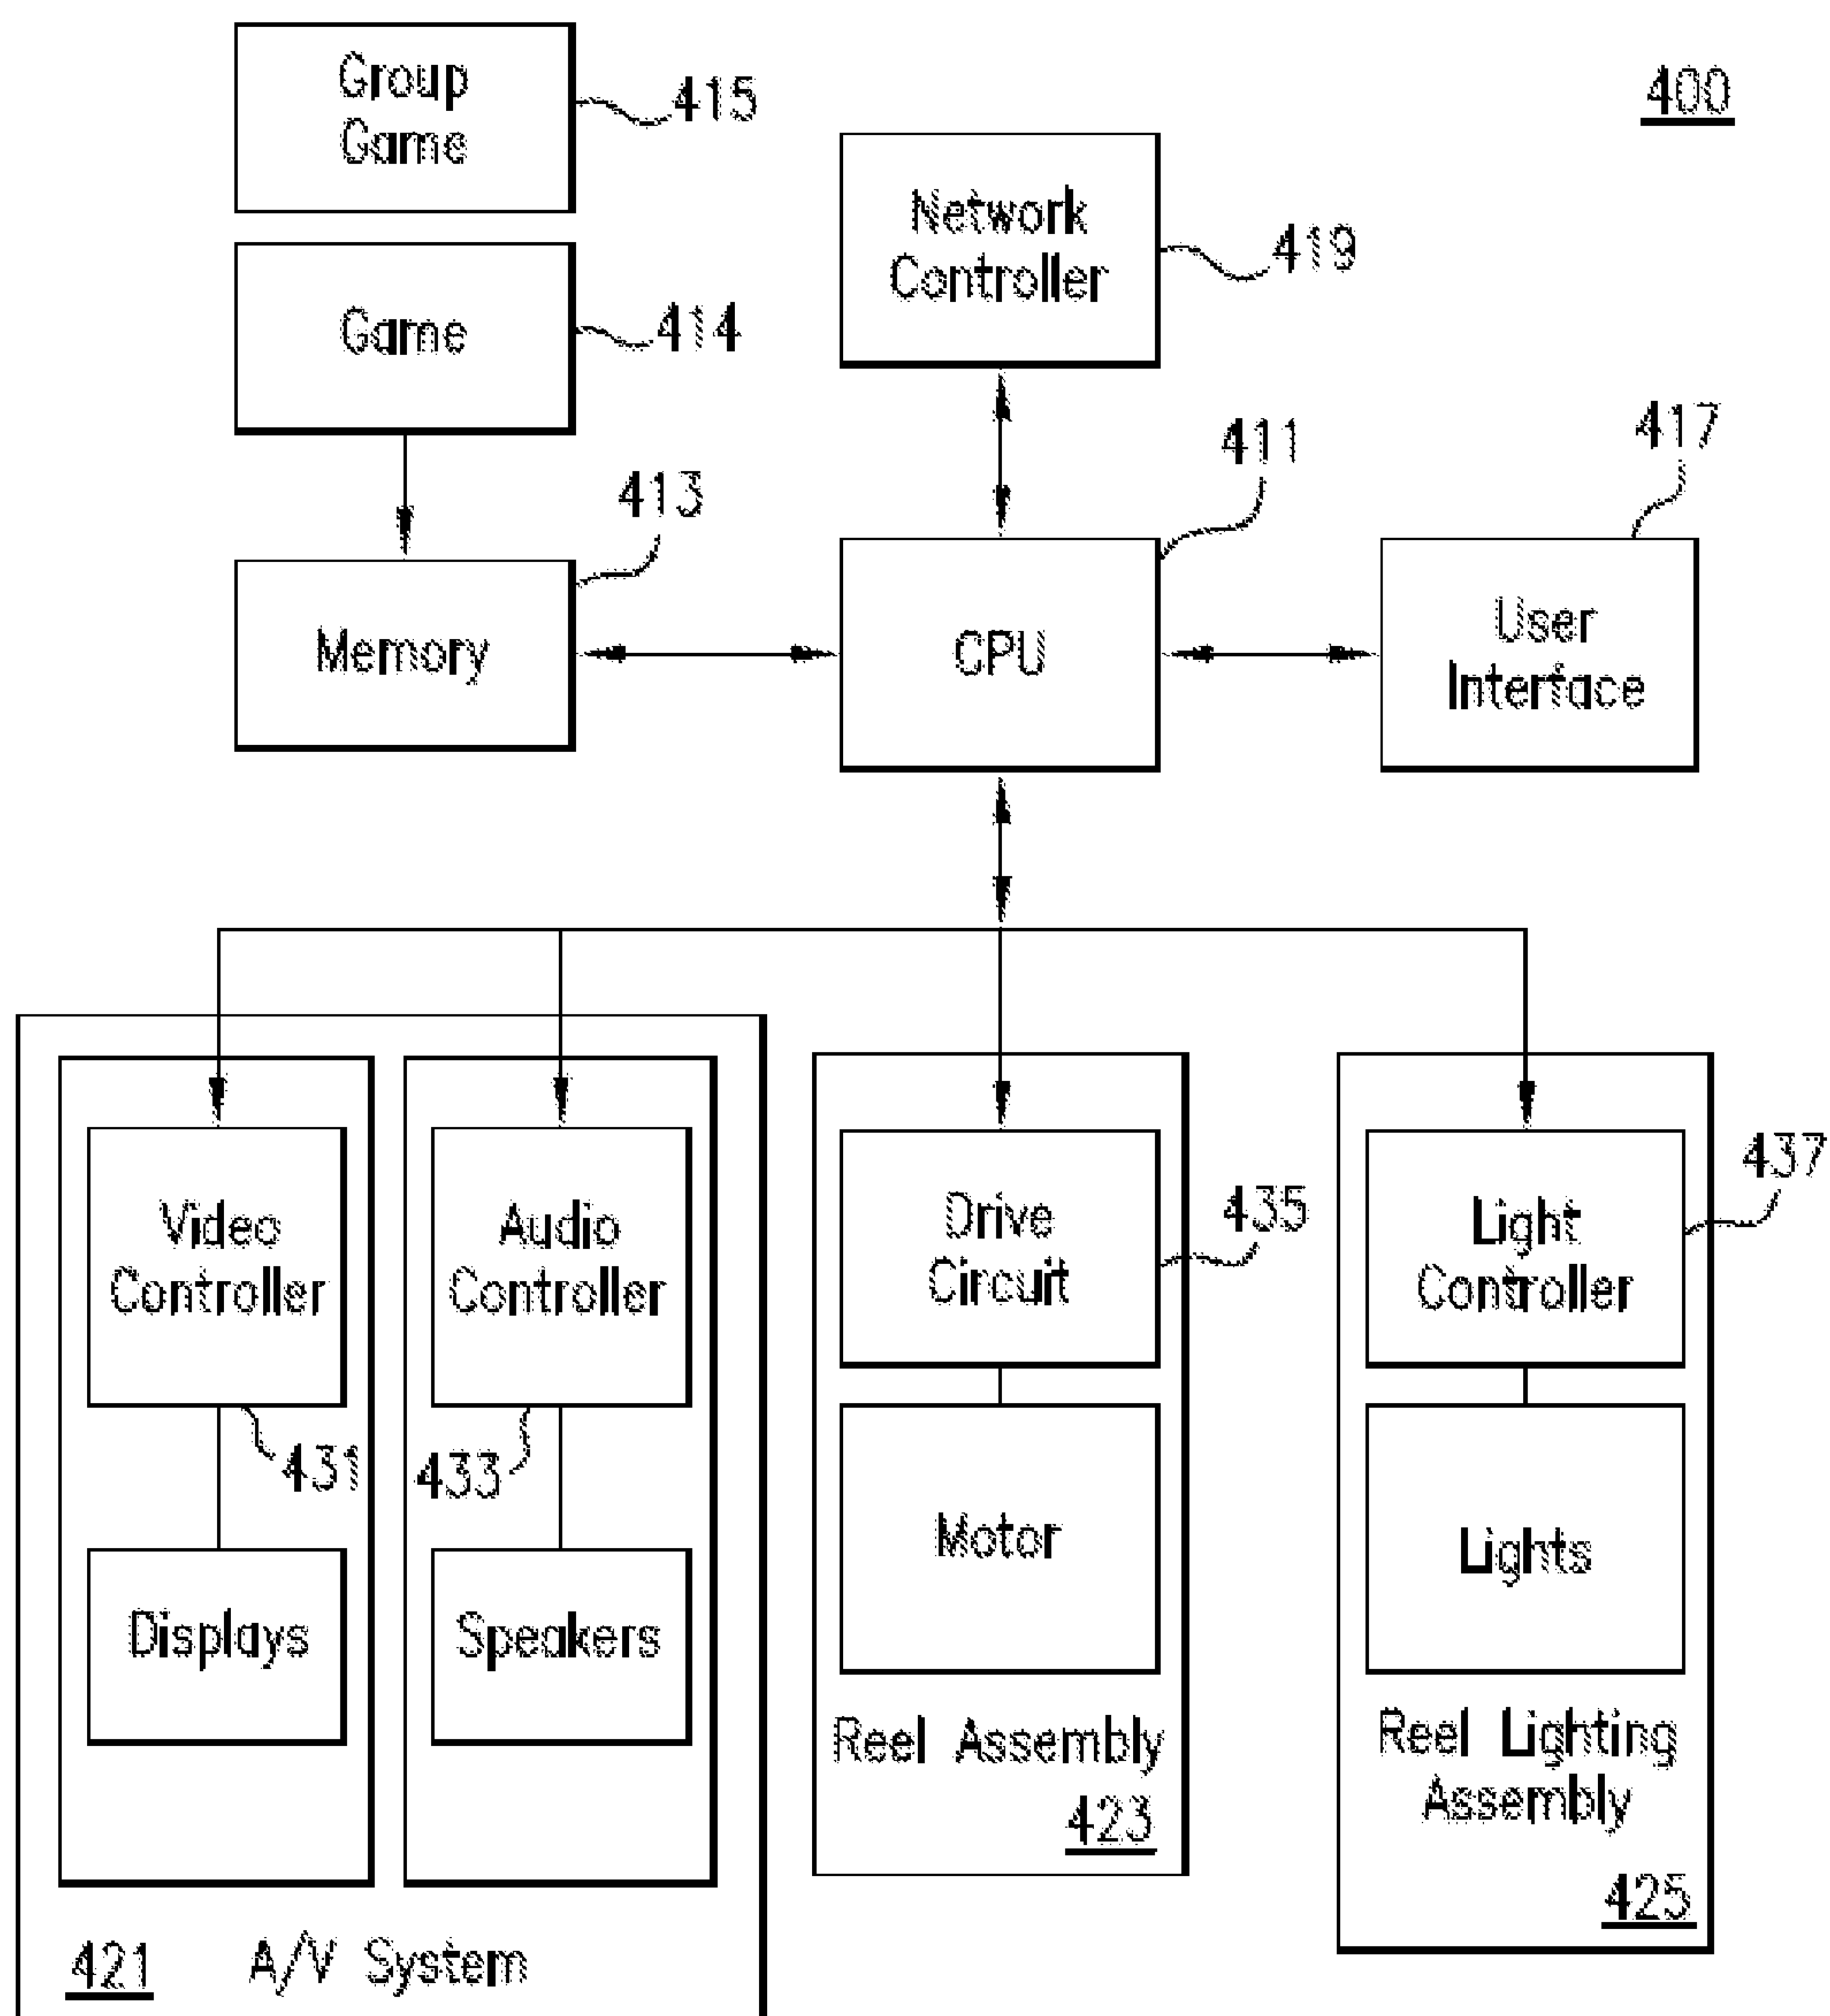 Group
Game
415
400
Network
Controller
419
Game
414
417
411
413
Memory
CPU
User
Interface
437
Video
Controller
Audio
Controller
Drive
Circuit
435
Light
Controller
431
433
Motor
Lights
Displays
Speakers
Reel Assembly
423
Reel Lighting
Assembly
425
421
A/V System